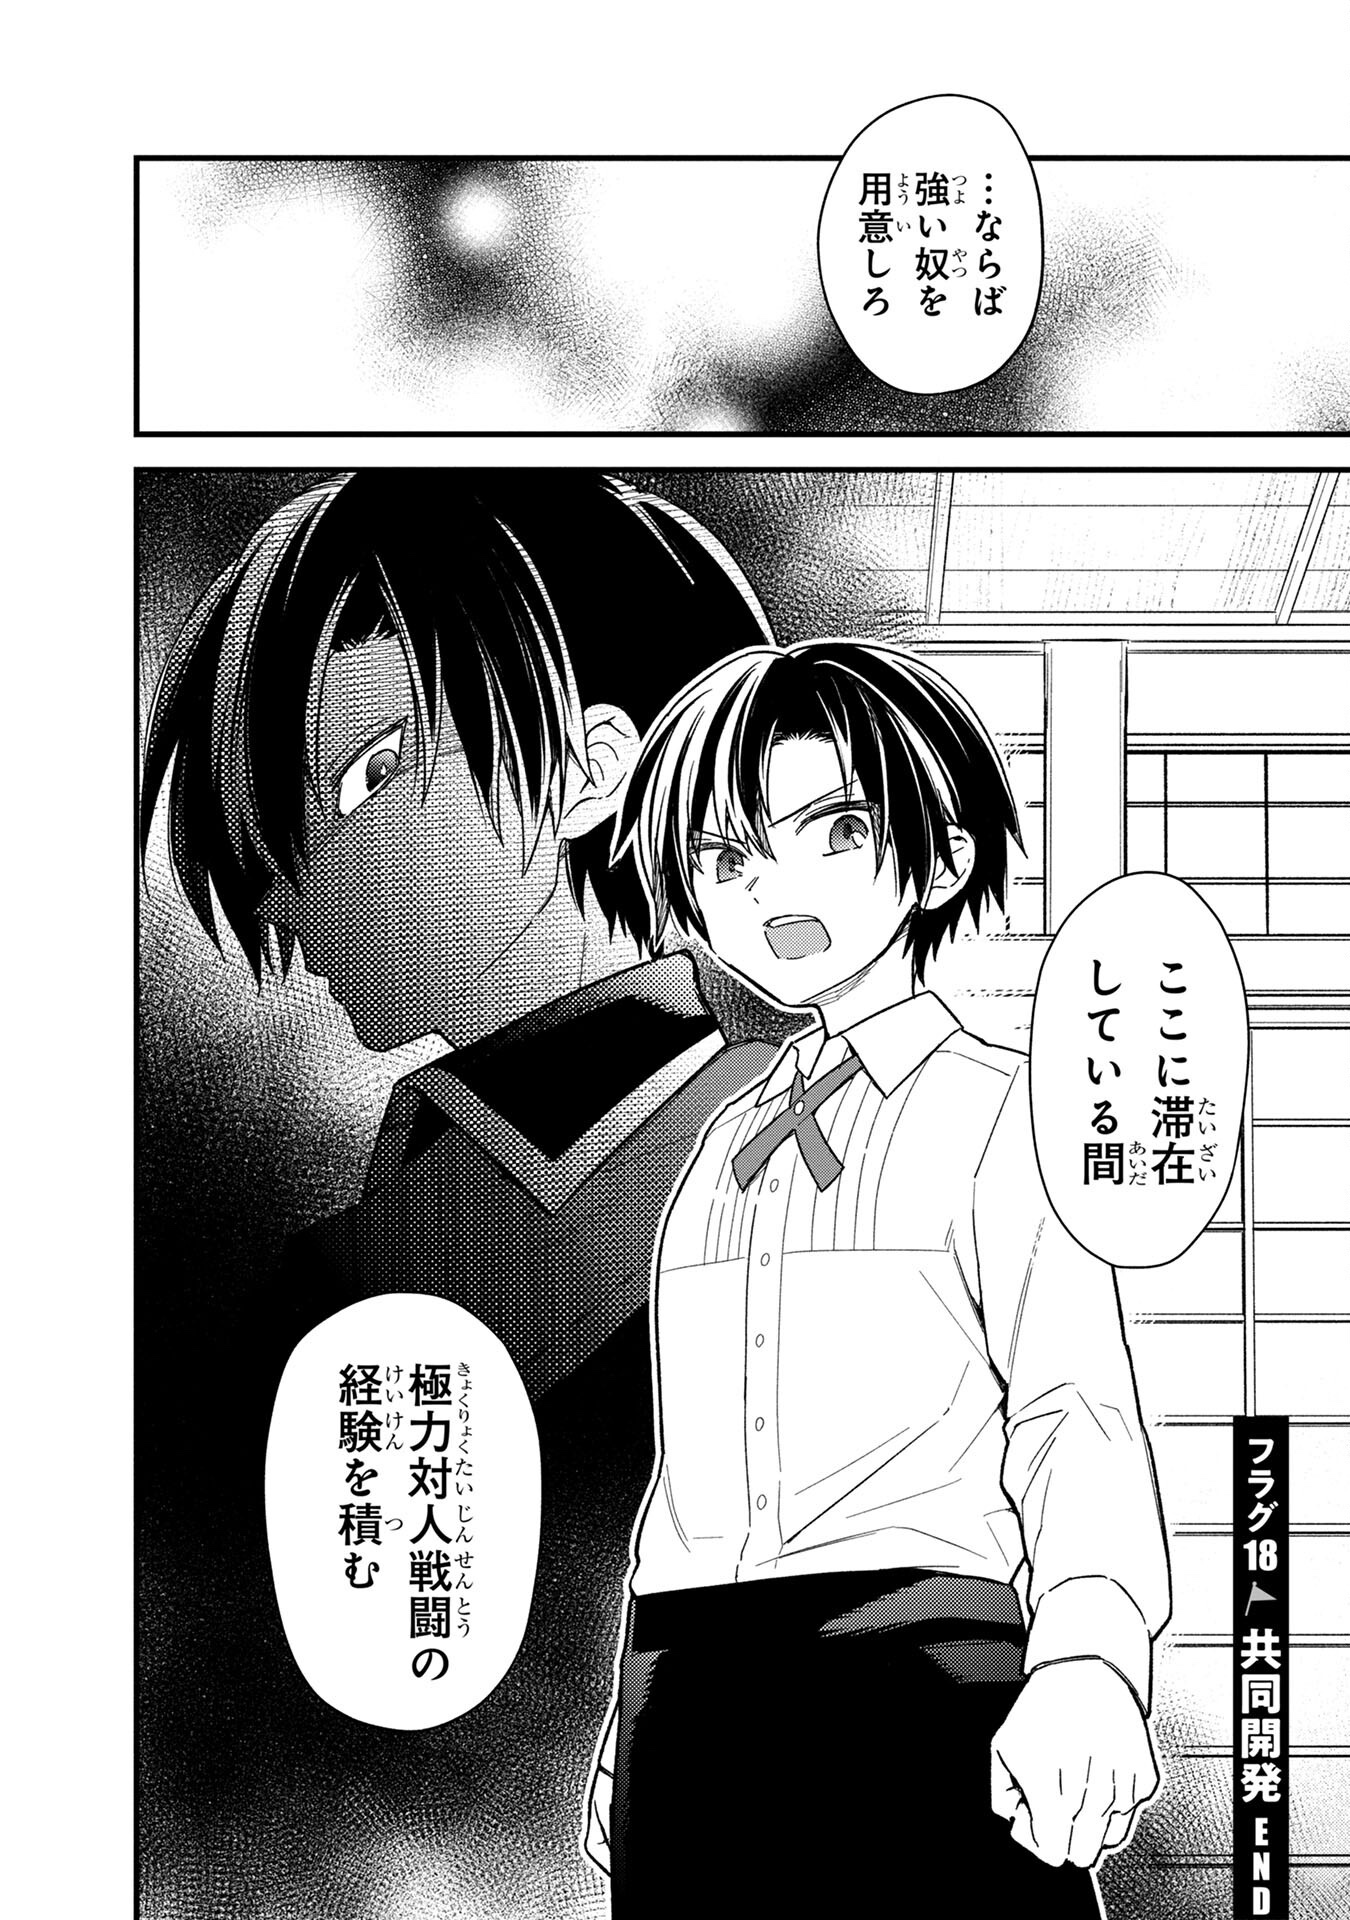 …ならば
強い奴を
用意しろ
ここに滞在
している間
極力対人戦闘の
経験を積む
フラグ18 共同開発 END